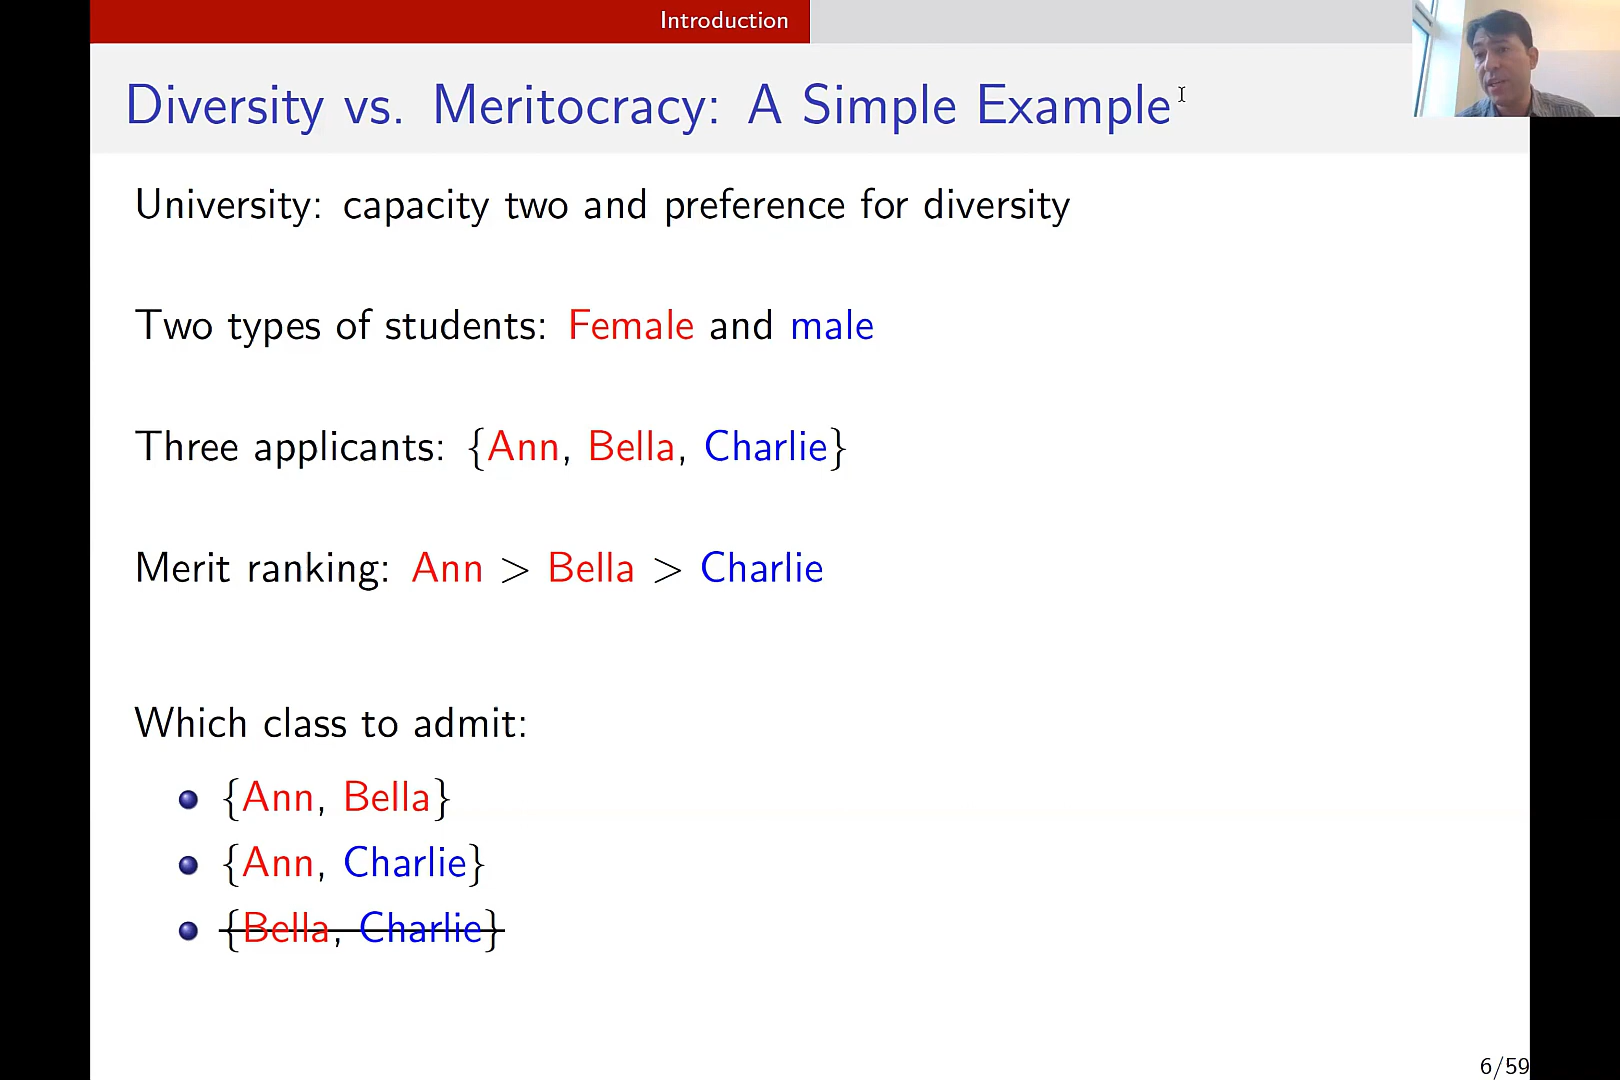 Introduction
Diversity vs. Meritocracy: A Simple Example
University: capacity two and preference for diversity
Two types of students: Female and male
Three applicants: {Ann, Bella, Charlie}
Merit ranking: Ann > Bella > Charlie
Which class to admit:
{Ann, Bella}
{Ann, Charlie}
{Bella, Charlie}
6/59